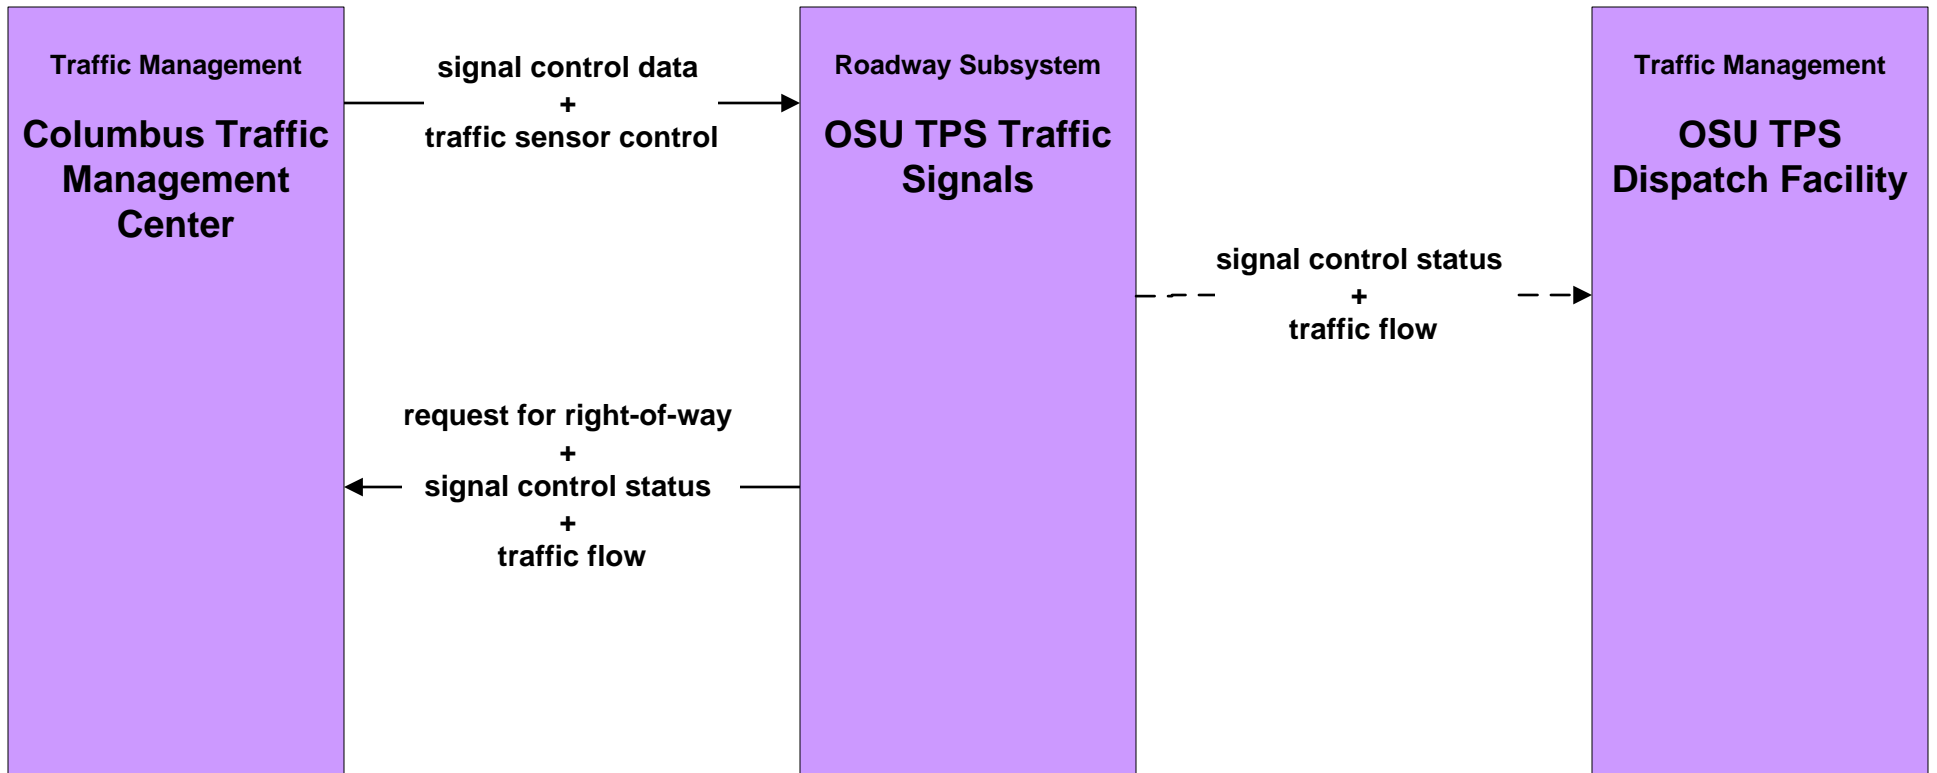 Traffic Management
Columbus Traffic
Management
Center
signal control data
+
traffic sensor control
request for right-of-way
+
signal control status
+
traffic flow
Roadway Subsystem
OSU TPS Traffic
Signals
signal control status
+
traffic flow
Traffic Management
OSU TPS
Dispatch Facility